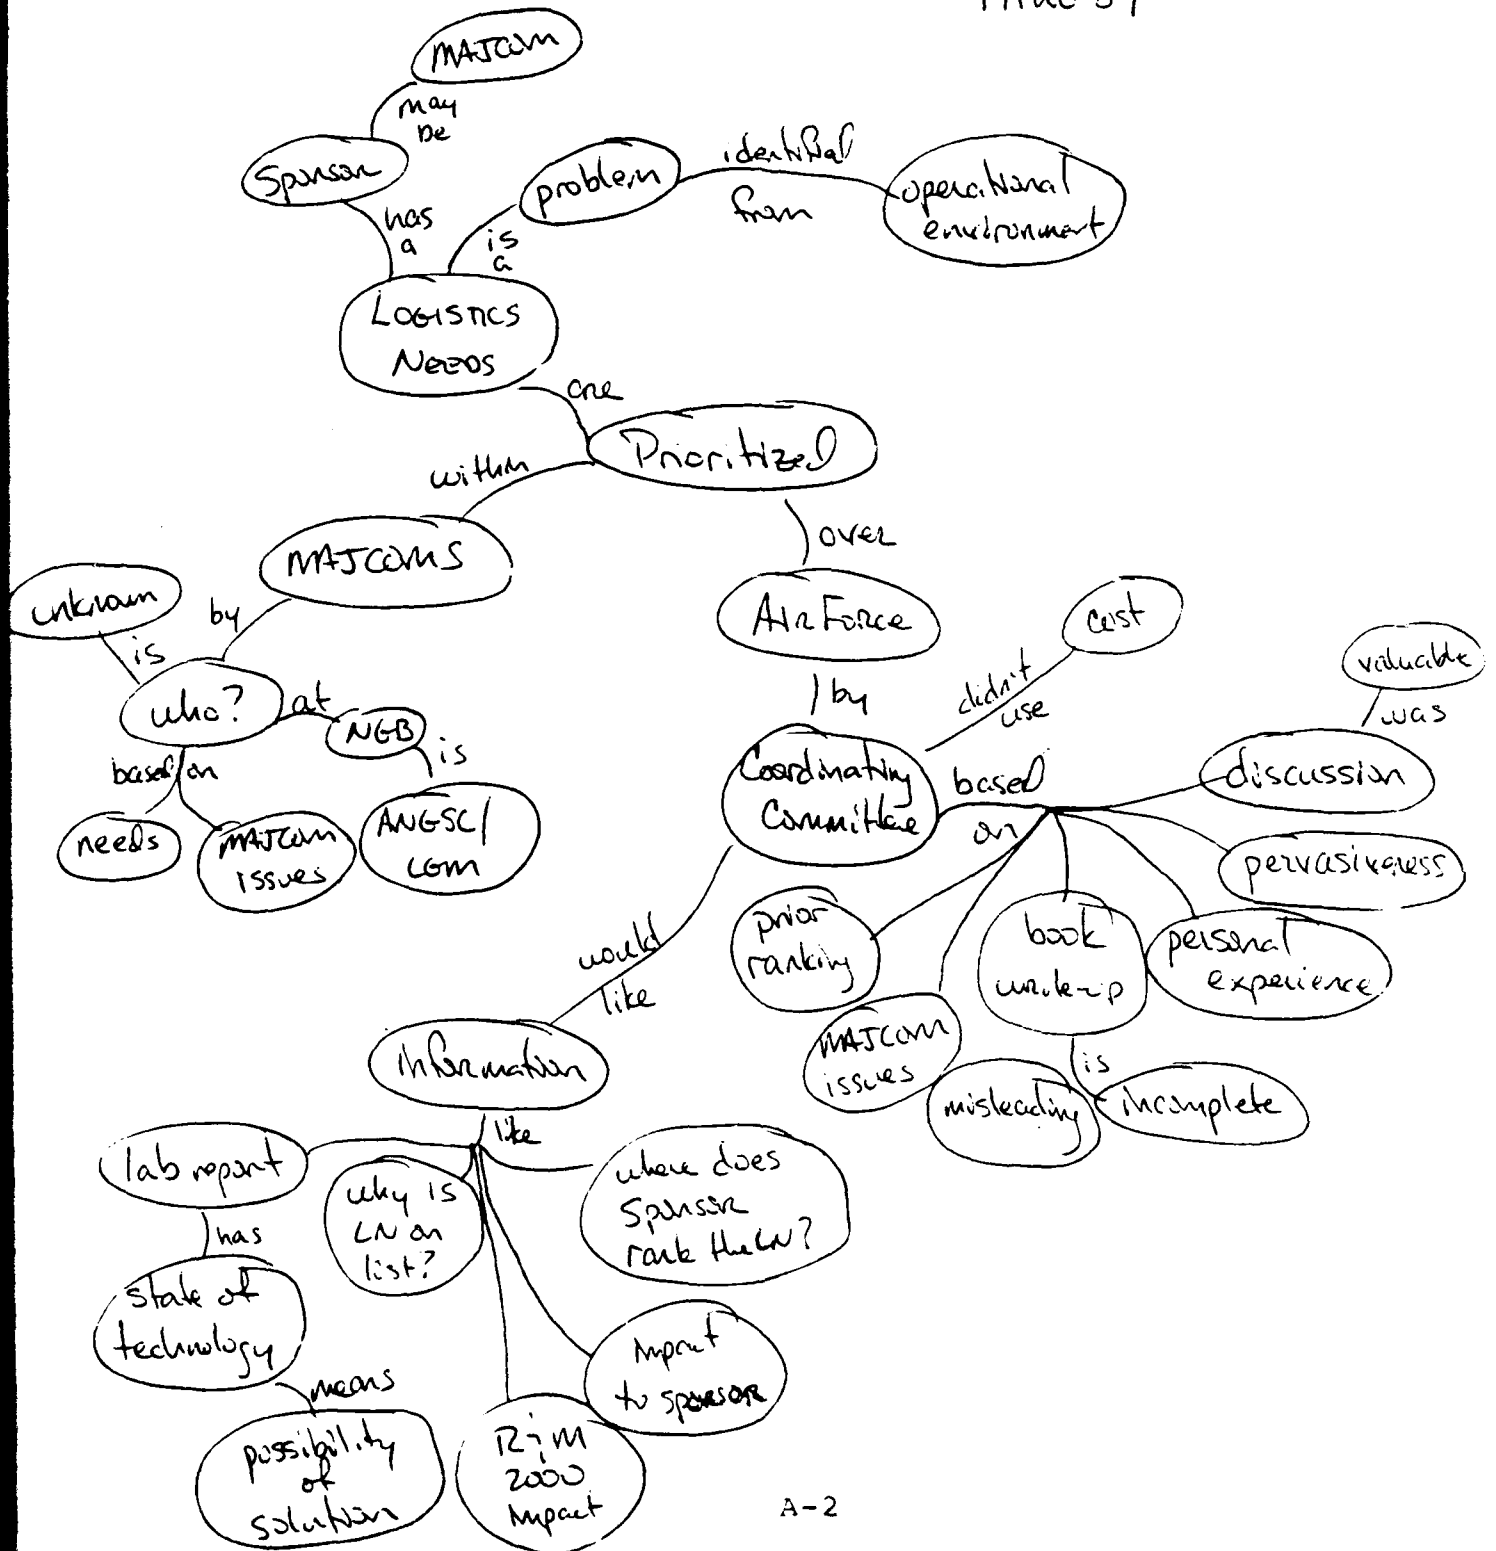 MAJCOM
may
be
Sponsor
has
a
problem
is
a
identified
from
operational
environment
LOGISTICS
NEEDS
are
Prioritized
within
over
MAJCOMS
AIR FORCE
unknown
is
by
who?
at
NGB
is
ANGSC/
LGM
based on
needs
MAJCOM
issues
by
Coordinating
Committee
didn't
use
cost
based
on
valuable
was
discussion
pervasiveness
personal
experience
book
write-up
is
incomplete
misleading
MAJCOM
issues
prior
ranking
would
like
information
like
lab report
has
state of
technology
means
possibility
of
solution
why is
LN on
list?
where does
sponsor
rank the LN?
impact
to sponsor
R&M
2000
impact
A-2